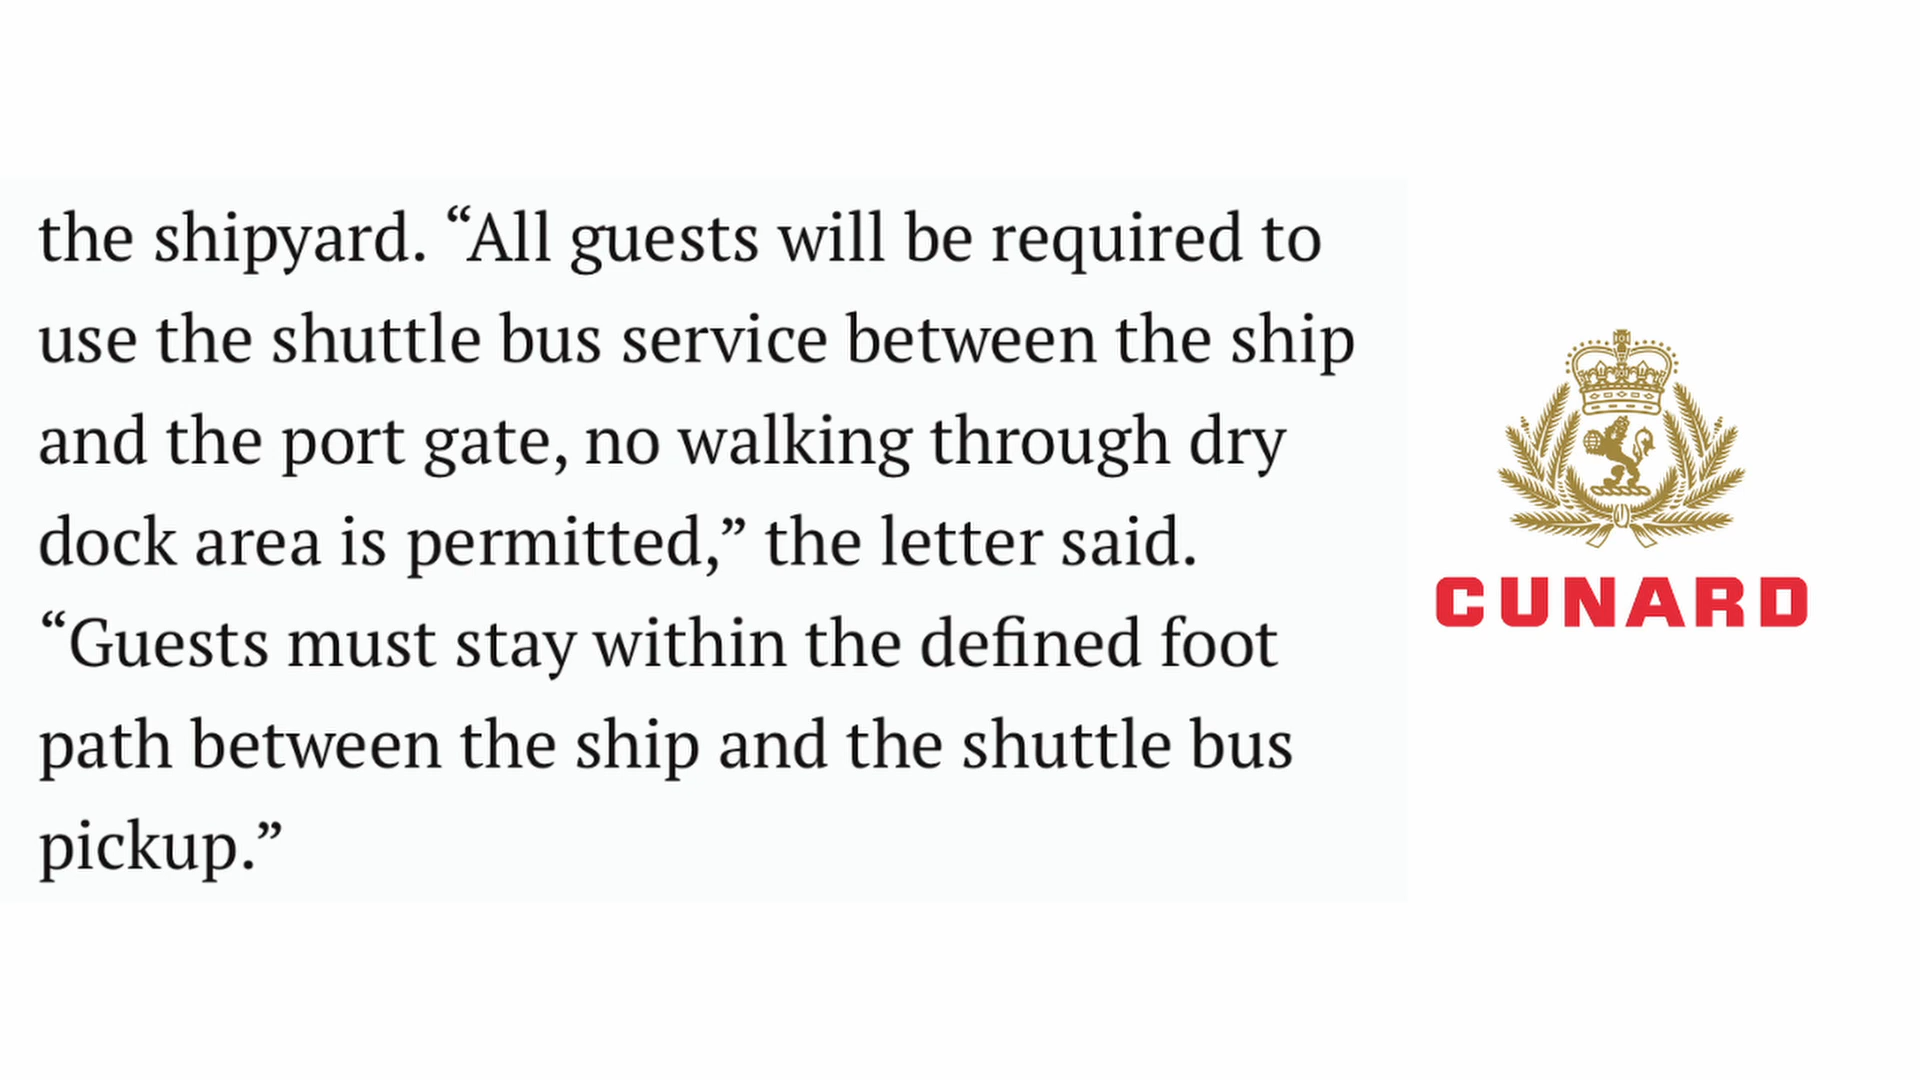 the shipyard. “All guests will be required to
use the shuttle bus service between the ship
and the port gate, no walking through dry
dock area is permitted,” the letter said.
“Guests must stay within the defined foot
path between the ship and the shuttle bus
pickup.”
CUNARD